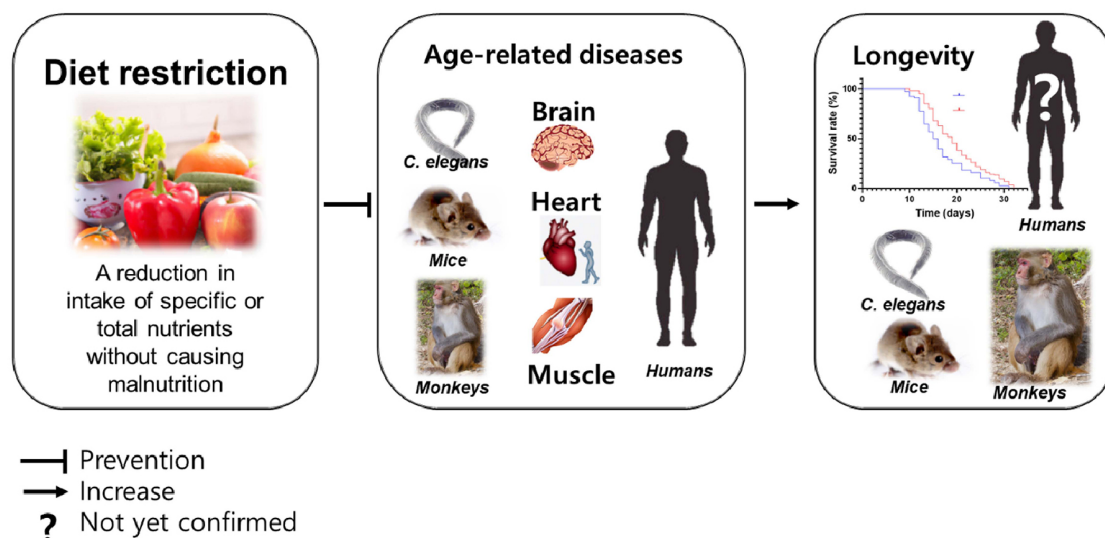 Diet restriction
A reduction in
intake of specific or
total nutrients
without causing
malnutrition
Age-related diseases
C. elegans
Mice
Monkeys
Brain
Heart
Muscle
Humans
Longevity
Survival rate (%)
100
50
0
0 10 20 30
Time (days)
?
Humans
C. elegans
Mice
Monkeys
Prevention
Increase
? Not yet confirmed